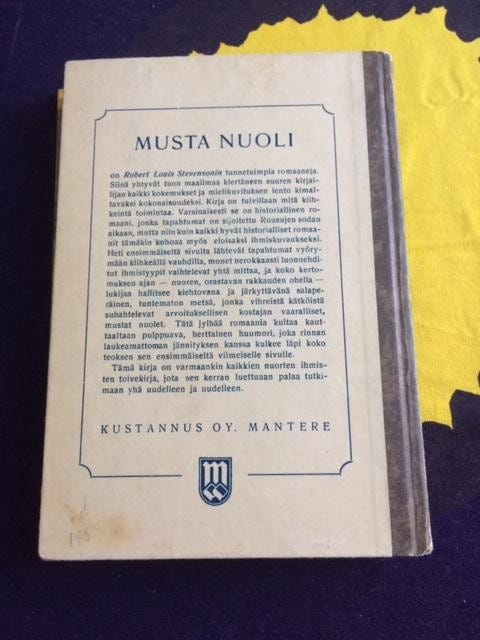 MUSTA NUOLI
on Robert Louis Stevensonin tunnetuimpia romaaneja.
Siinä yhtyvät tuon maailmaa kiertäneen suuren kirjai-
lijan kaikki kokemukset ja mielikuvituksen lento kimal-
tavaksi kokonaisuudeksi. Kirja on tulvillaan mitä kiih-
keintä toimintaa. Varsinaisesti se on historiallinen ro-
maani, jonka tapahtumat on sijoitettu Ruusujen sodan
aikaan, mutta niin kuin kaikki hyvät historialliset romaa-
nit tämäkin kohoaa myös eloisaksi ihmiskuvaukseksi.
Heti ensimmäiseltä sivulta lähtevät tapahtumat vyöry-
mään kiihkeällä vauhdilla, monet nerokkaasti luonnehdi-
tut ihmistyypit vaihtelevat yhtä mittaa, ja koko kerto-
muksen ajan — nuoren, orastavan rakkauden ohella —
lukijaa hallitsee kiehtovana ja järkyttävänä salape-
räinen, tuntematon metsä, jonka vihreistä kätköistä
suhahtelevat arvoituksellisen kostajan vaaralliset,
mustat nuolet. Tätä jylhää romaania kultaa kaut-
taaltaan pulppuava, herttainen huumori, joka rinnan
laukeamattoman jännityksen kanssa kulkee läpi koko
teoksen sen ensimmäiseltä viimeiselle sivulle.
Tämä kirja on varmaankin kaikkien nuorten ihmis-
ten toivekirja, jota sen kerran luettuaan palaa tutki-
maan yhä uudelleen ja uudelleen.
KUSTANNUS OY. MANTERE
145